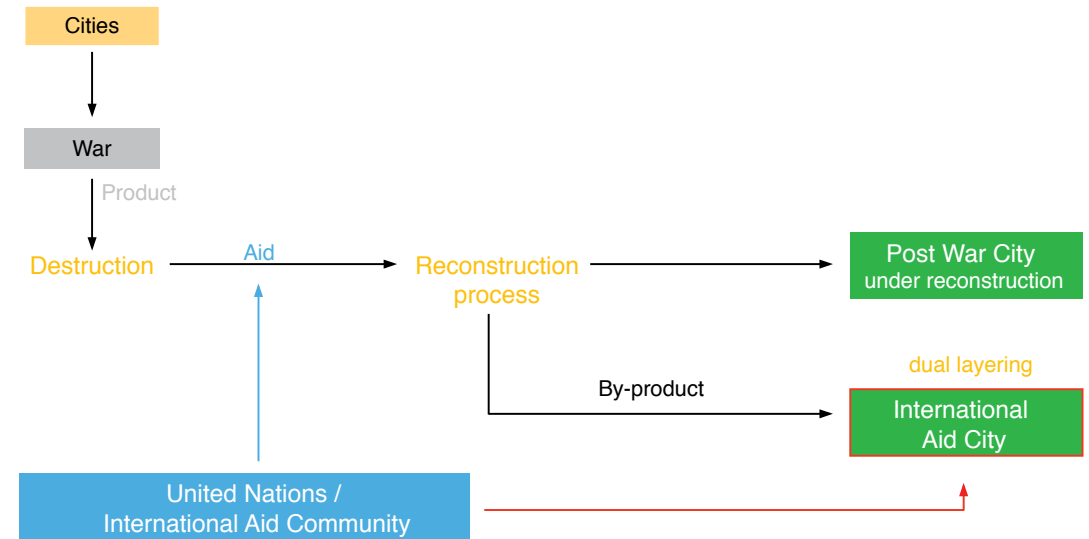 Cities
War
Product
Destruction
Aid
Reconstruction
process
Post War City
under reconstruction
dual layering
By-product
International
Aid City
United Nations /
International Aid Community